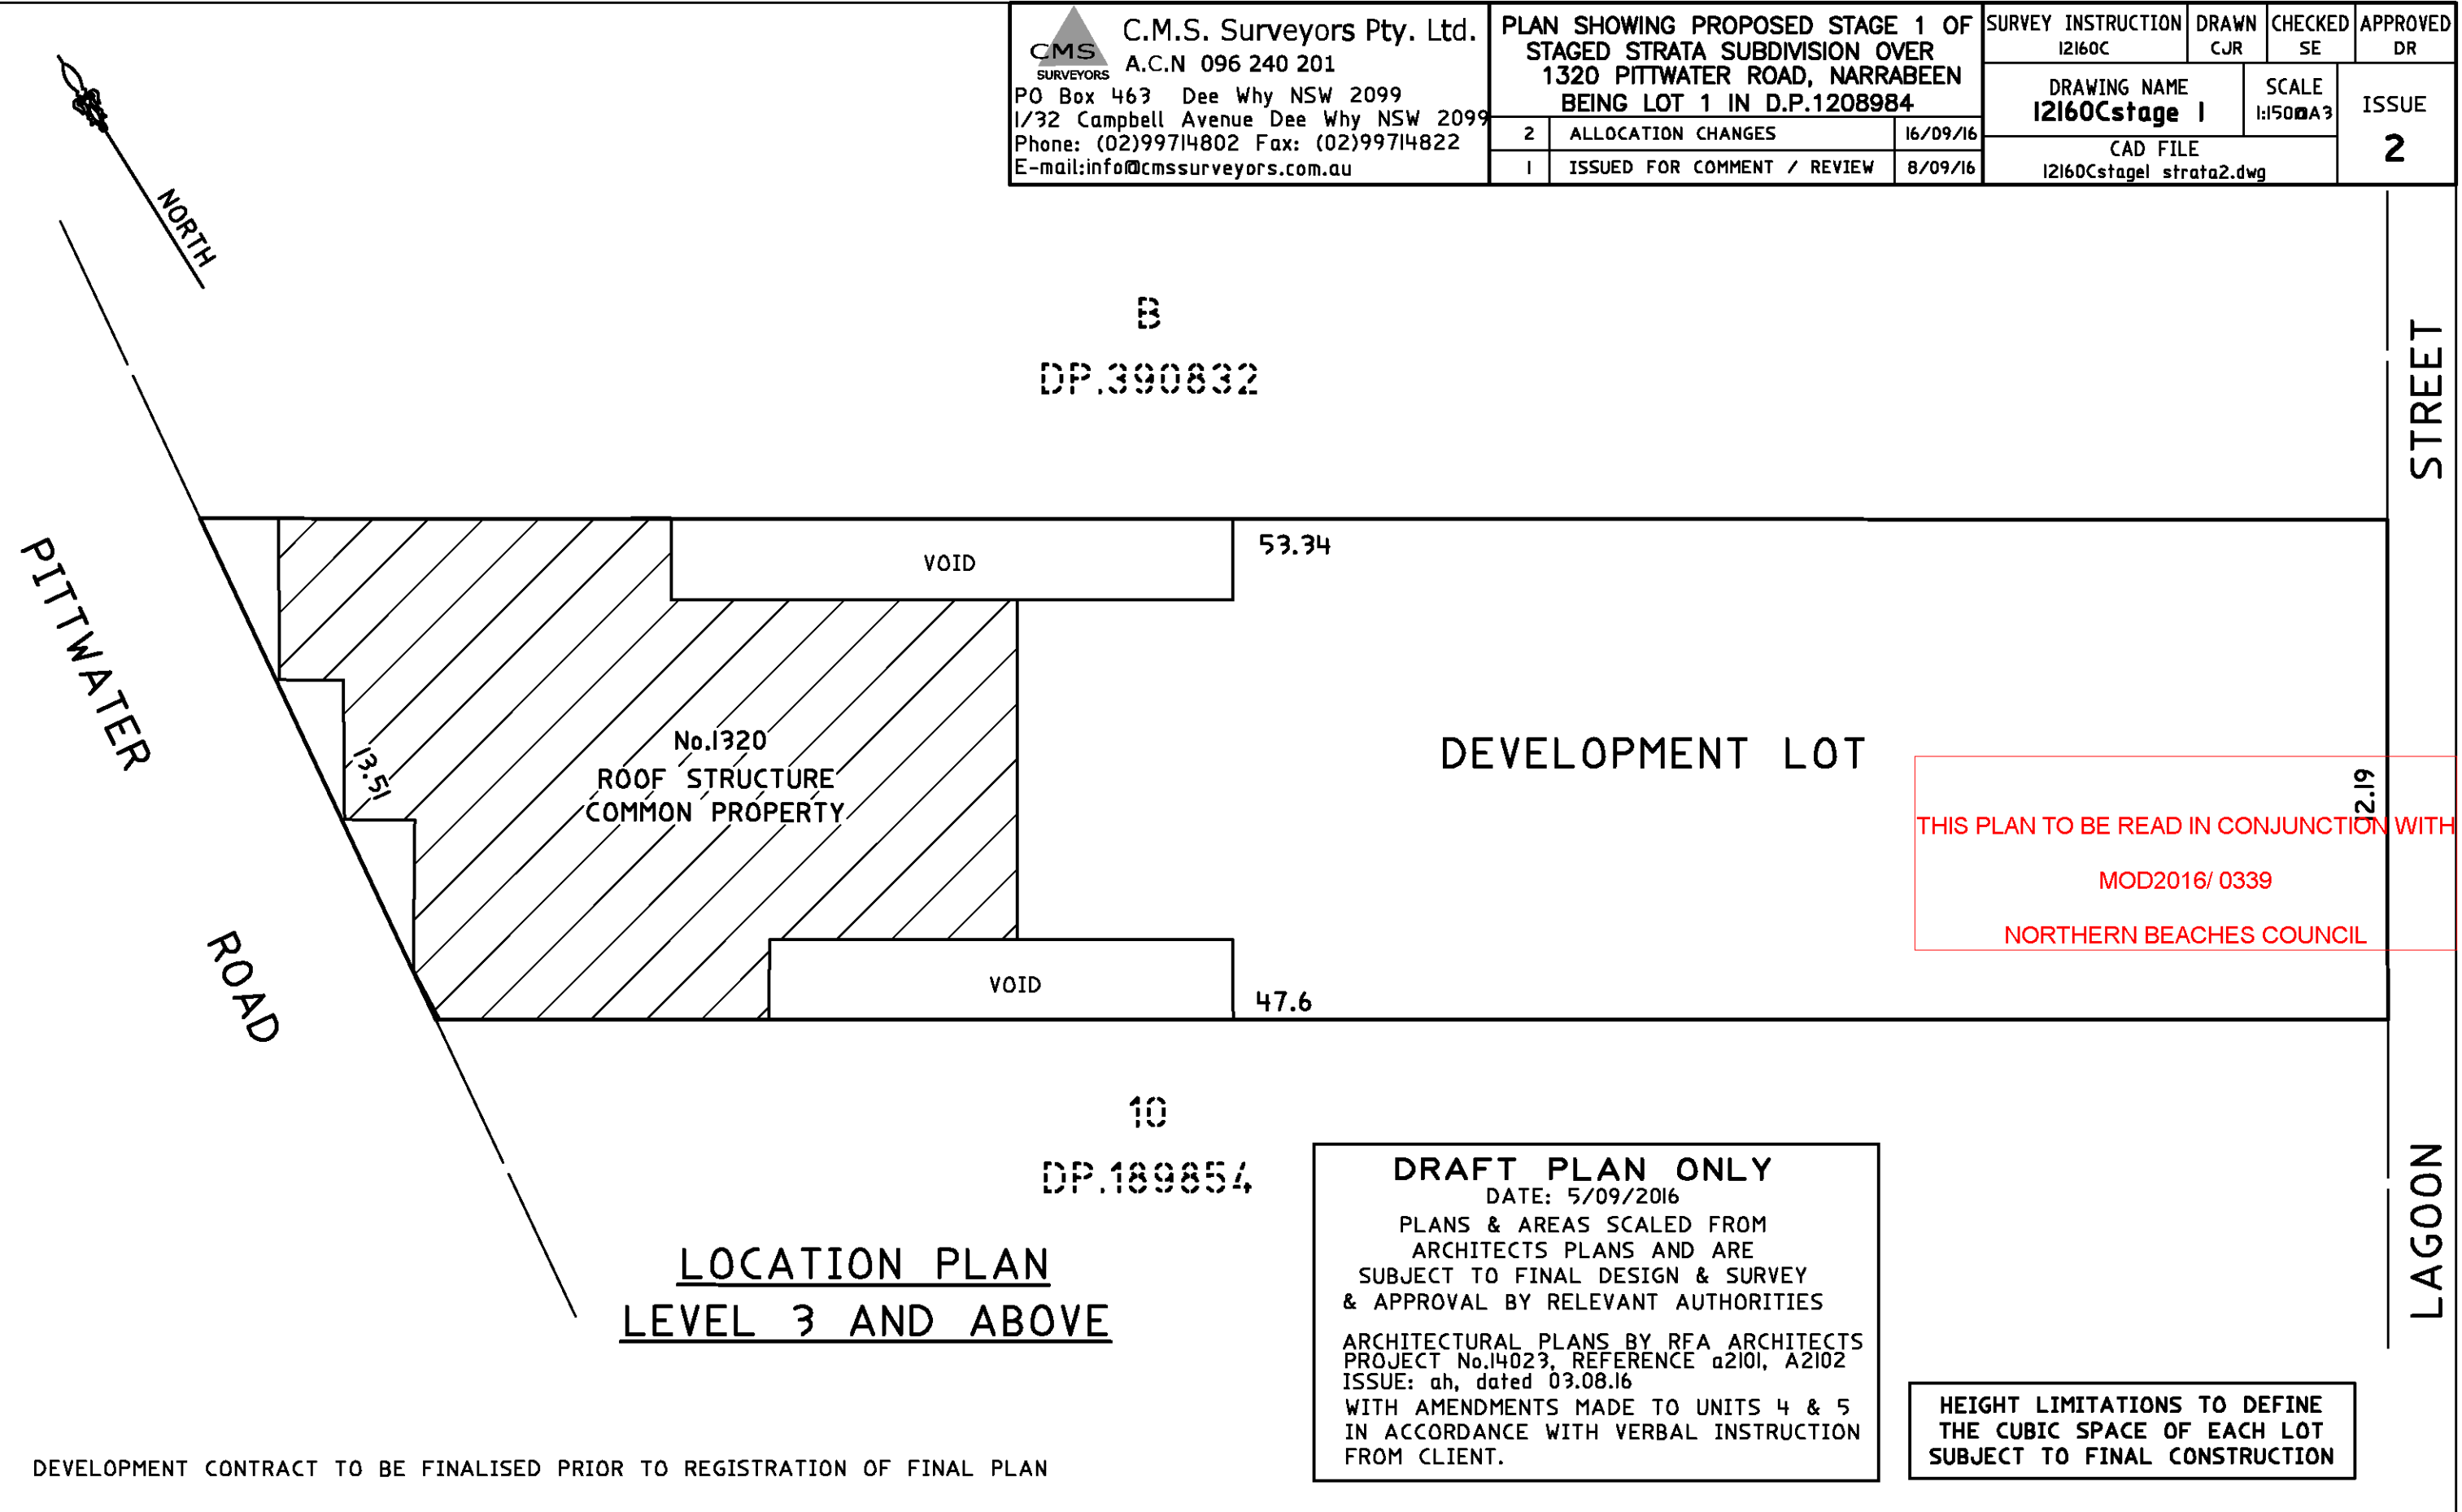 CMS
SURVEYORS
C.M.S. Surveyors Pty. Ltd.
A.C.N 096 240 201
PO Box 463 Dee Why NSW 2099
1/32 Campbell Avenue Dee Why NSW 2099
Phone: (02)99714802 Fax: (02)99714822
E-mail:info@cmssurveyors.com.au
PLAN SHOWING PROPOSED STAGE 1 OF
STAGED STRATA SUBDIVISION OVER
1320 PITTWATER ROAD, NARRABEEN
BEING LOT 1 IN D.P.1208984
2 ALLOCATION CHANGES 16/09/16
1 ISSUED FOR COMMENT / REVIEW 8/09/16
SURVEY INSTRUCTION
12160C
DRAWN
CJR
CHECKED
SE
APPROVED
DR
DRAWING NAME
12160Cstage 1
SCALE
1:150@A3
CAD FILE
12160Cstage1 strata2.dwg
ISSUE
2
NORTH
B
DP.390832
STREET
VOID
53.34
PITTWATER
ROAD
13.51
No.1320
ROOF STRUCTURE
COMMON PROPERTY
DEVELOPMENT LOT
12.19
THIS PLAN TO BE READ IN CONJUNCTION WITH
MOD2016/ 0339
NORTHERN BEACHES COUNCIL
VOID
47.6
10
DP.189854
LAGOON
LOCATION PLAN
LEVEL 3 AND ABOVE
DRAFT PLAN ONLY
DATE: 5/09/2016
PLANS & AREAS SCALED FROM
ARCHITECTS PLANS AND ARE
SUBJECT TO FINAL DESIGN & SURVEY
& APPROVAL BY RELEVANT AUTHORITIES
ARCHITECTURAL PLANS BY RFA ARCHITECTS
PROJECT No.14023, REFERENCE a2101, A2102
ISSUE: ah, dated 03.08.16
WITH AMENDMENTS MADE TO UNITS 4 & 5
IN ACCORDANCE WITH VERBAL INSTRUCTION
FROM CLIENT.
HEIGHT LIMITATIONS TO DEFINE
THE CUBIC SPACE OF EACH LOT
SUBJECT TO FINAL CONSTRUCTION
DEVELOPMENT CONTRACT TO BE FINALISED PRIOR TO REGISTRATION OF FINAL PLAN